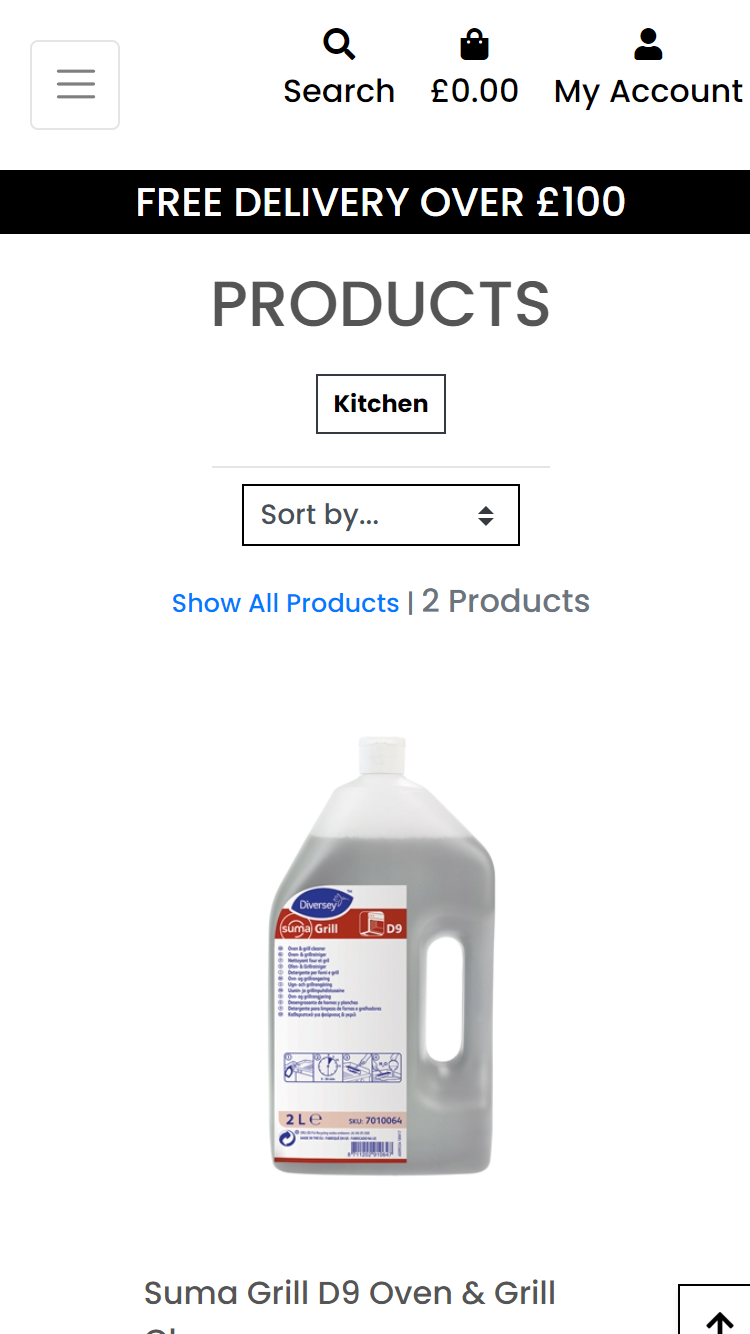 Search
£0.00
My Account
FREE DELIVERY OVER £100
PRODUCTS
Kitchen
Sort by...
Show All Products | 2 Products
Diversey
suma Grill
D9
Oven & grill cleaner
2 L e
SKU: 7010064
Suma Grill D9 Oven & Grill